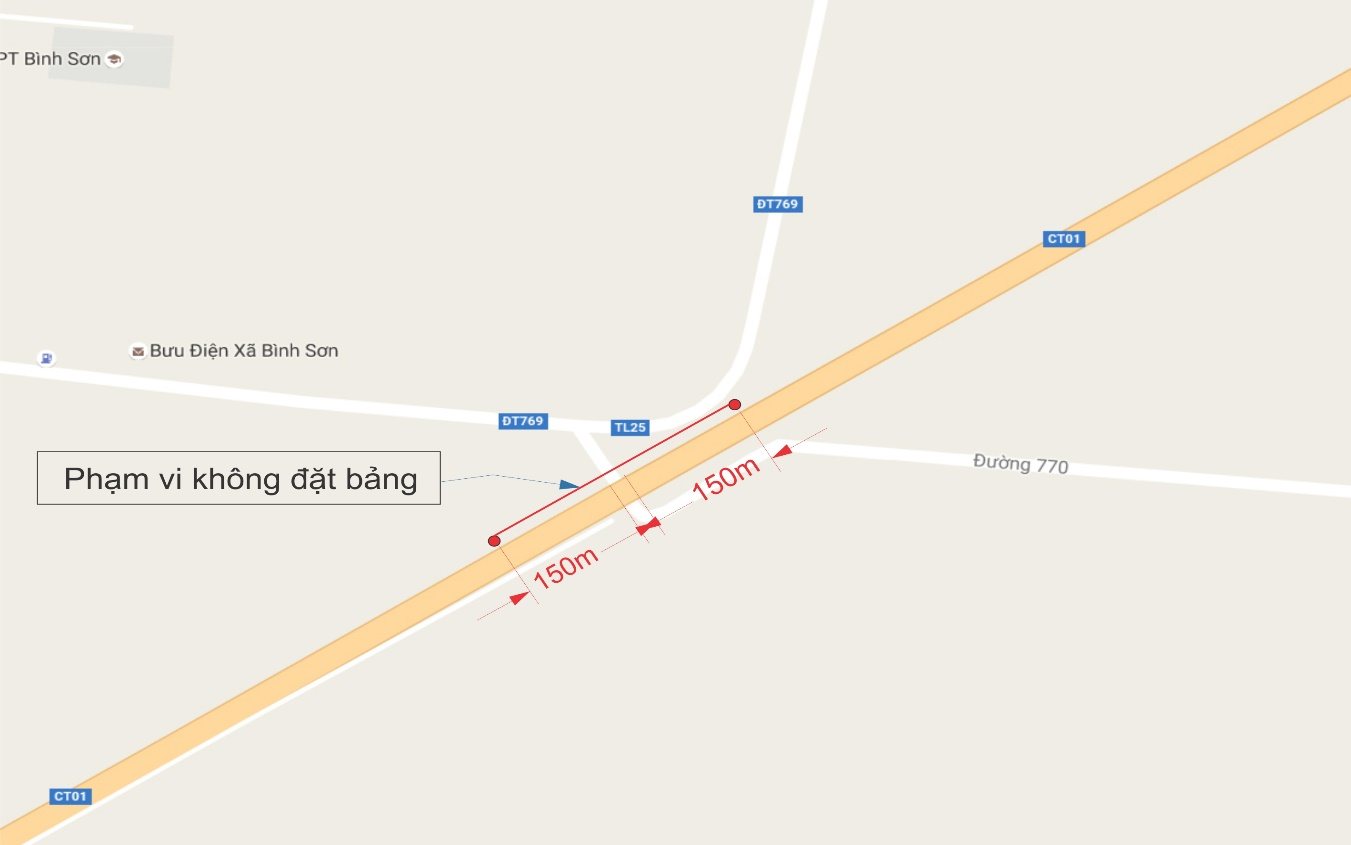 PT Bình Sơn
ĐT769
CT01
Bưu Điện Xã Bình Sơn
ĐT769
TL25
Đường 770
Phạm vi không đặt bảng
150m
150m
CT01